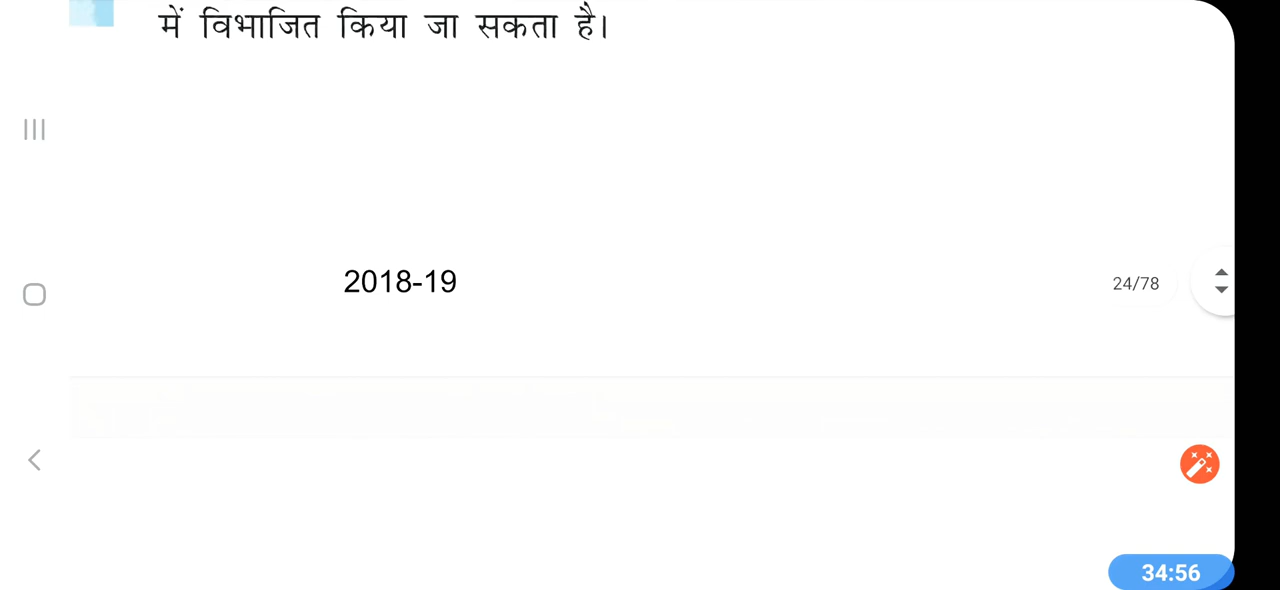 में विभाजित किया जा सकता है।
2018-19
24/78
34:56